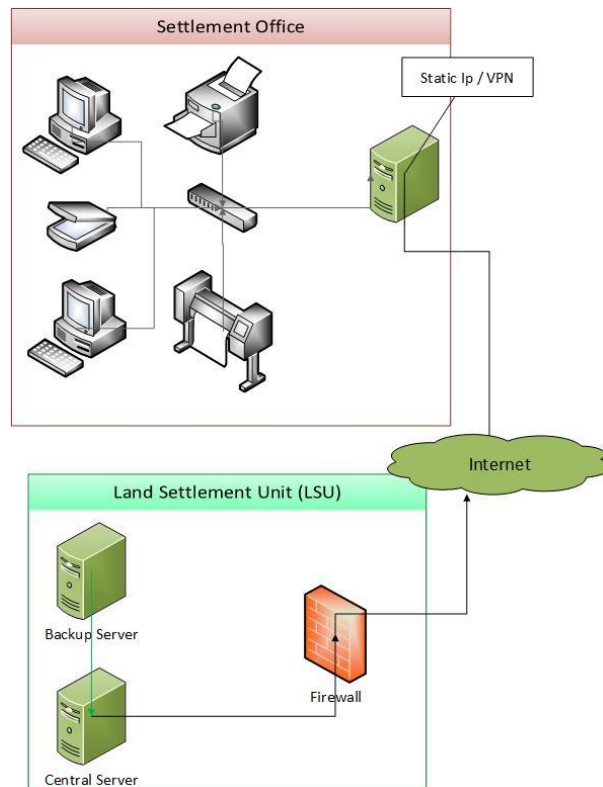 Settlement Office
Static Ip / VPN
Internet
Land Settlement Unit (LSU)
Backup Server
Firewall
Central Server